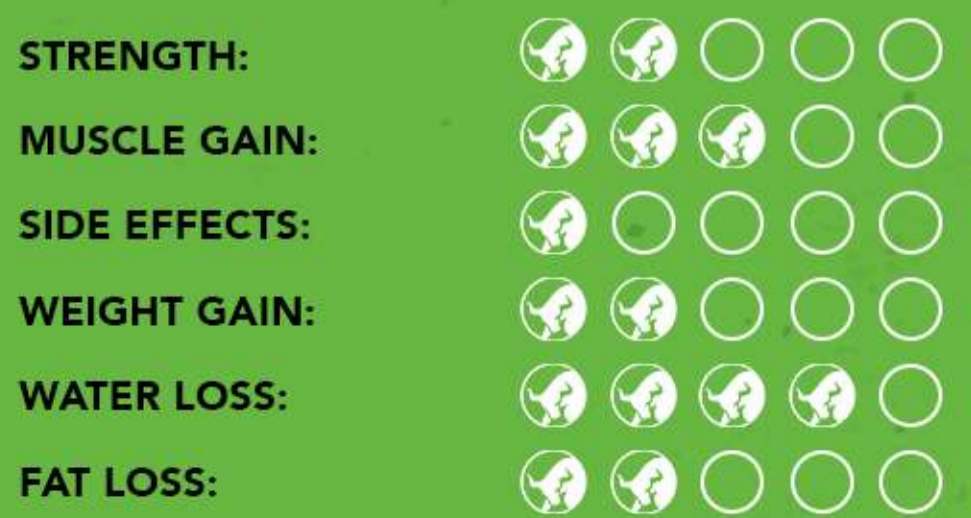 STRENGTH:
MUSCLE GAIN:
SIDE EFFECTS:
WEIGHT GAIN:
WATER LOSS:
FAT LOSS: